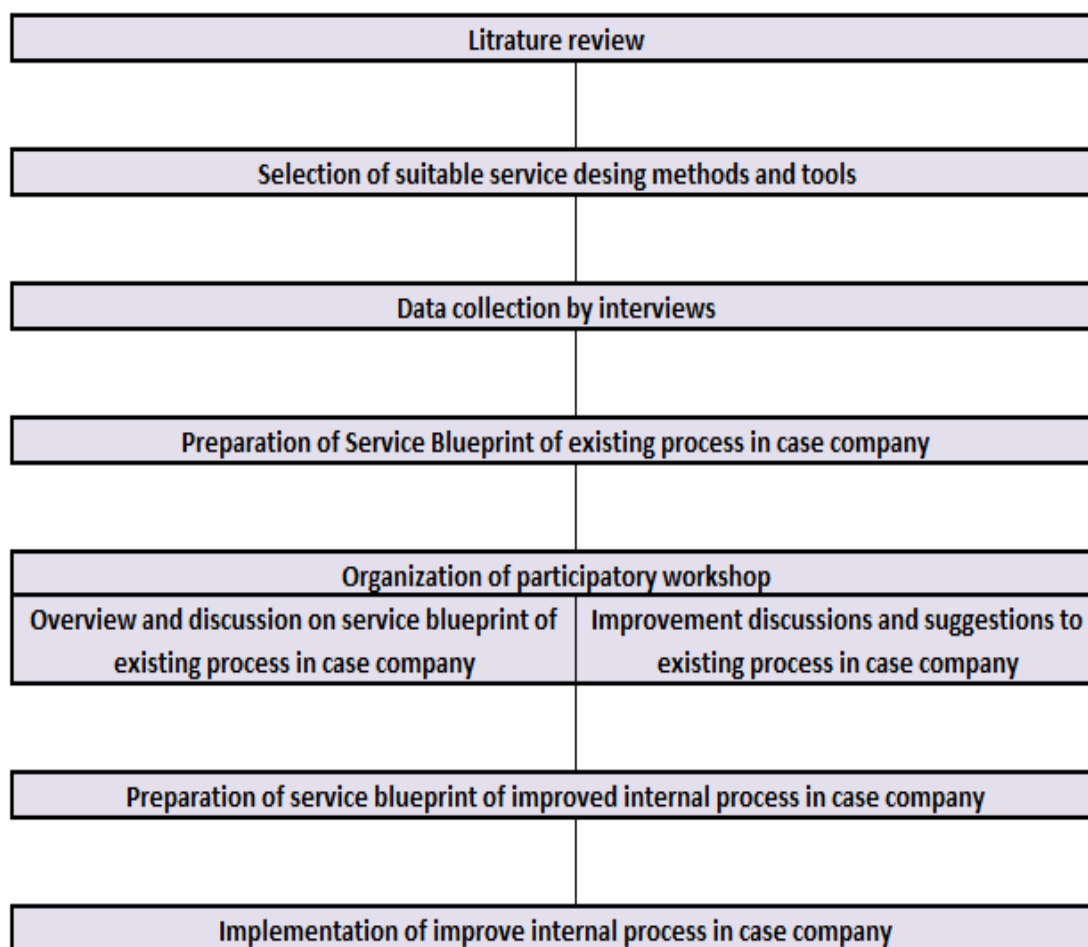 Litrature review
Selection of suitable service desing methods and tools
Data collection by interviews
Preparation of Service Blueprint of existing process in case company
Organization of participatory workshop
Overview and discussion on service blueprint of
existing process in case company
Improvement discussions and suggestions to
existing process in case company
Preparation of service blueprint of improved internal process in case company
Implementation of improve internal process in case company